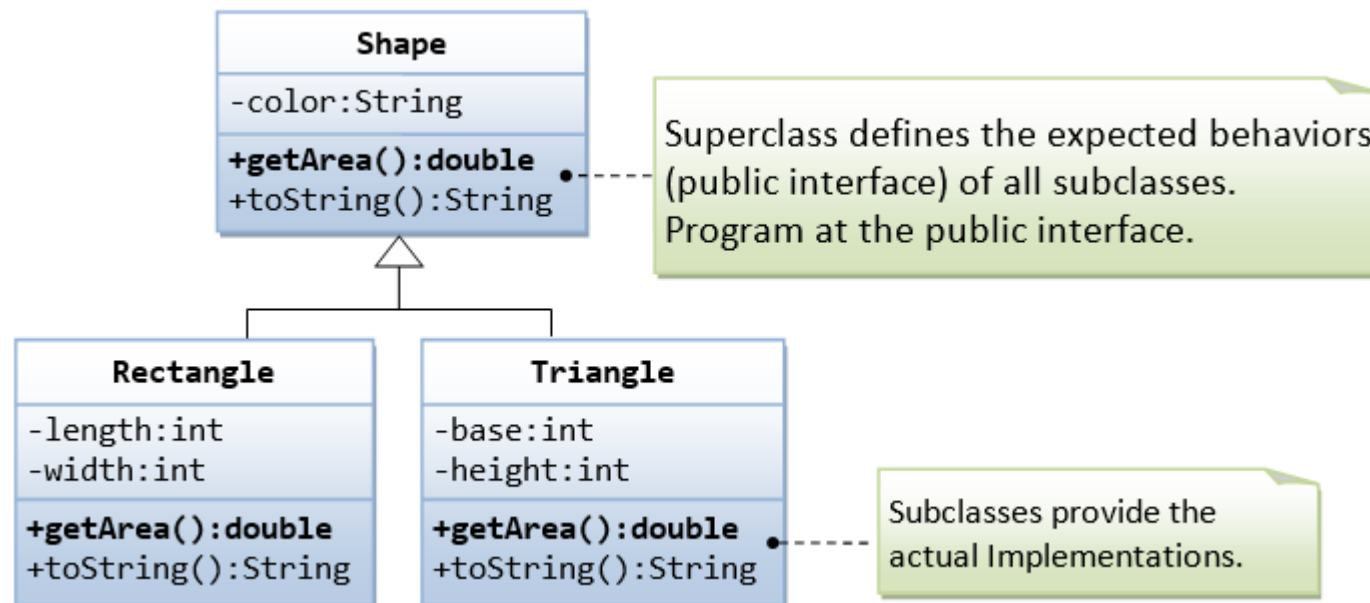 Shape
-color:String
+getArea():double
+toString():String
Superclass defines the expected behaviors
(public interface) of all subclasses.
Program at the public interface.
Rectangle
-length:int
-width:int
+getArea():double
+toString():String
Triangle
-base:int
-height:int
+getArea():double
+toString():String
Subclasses provide the
actual Implementations.